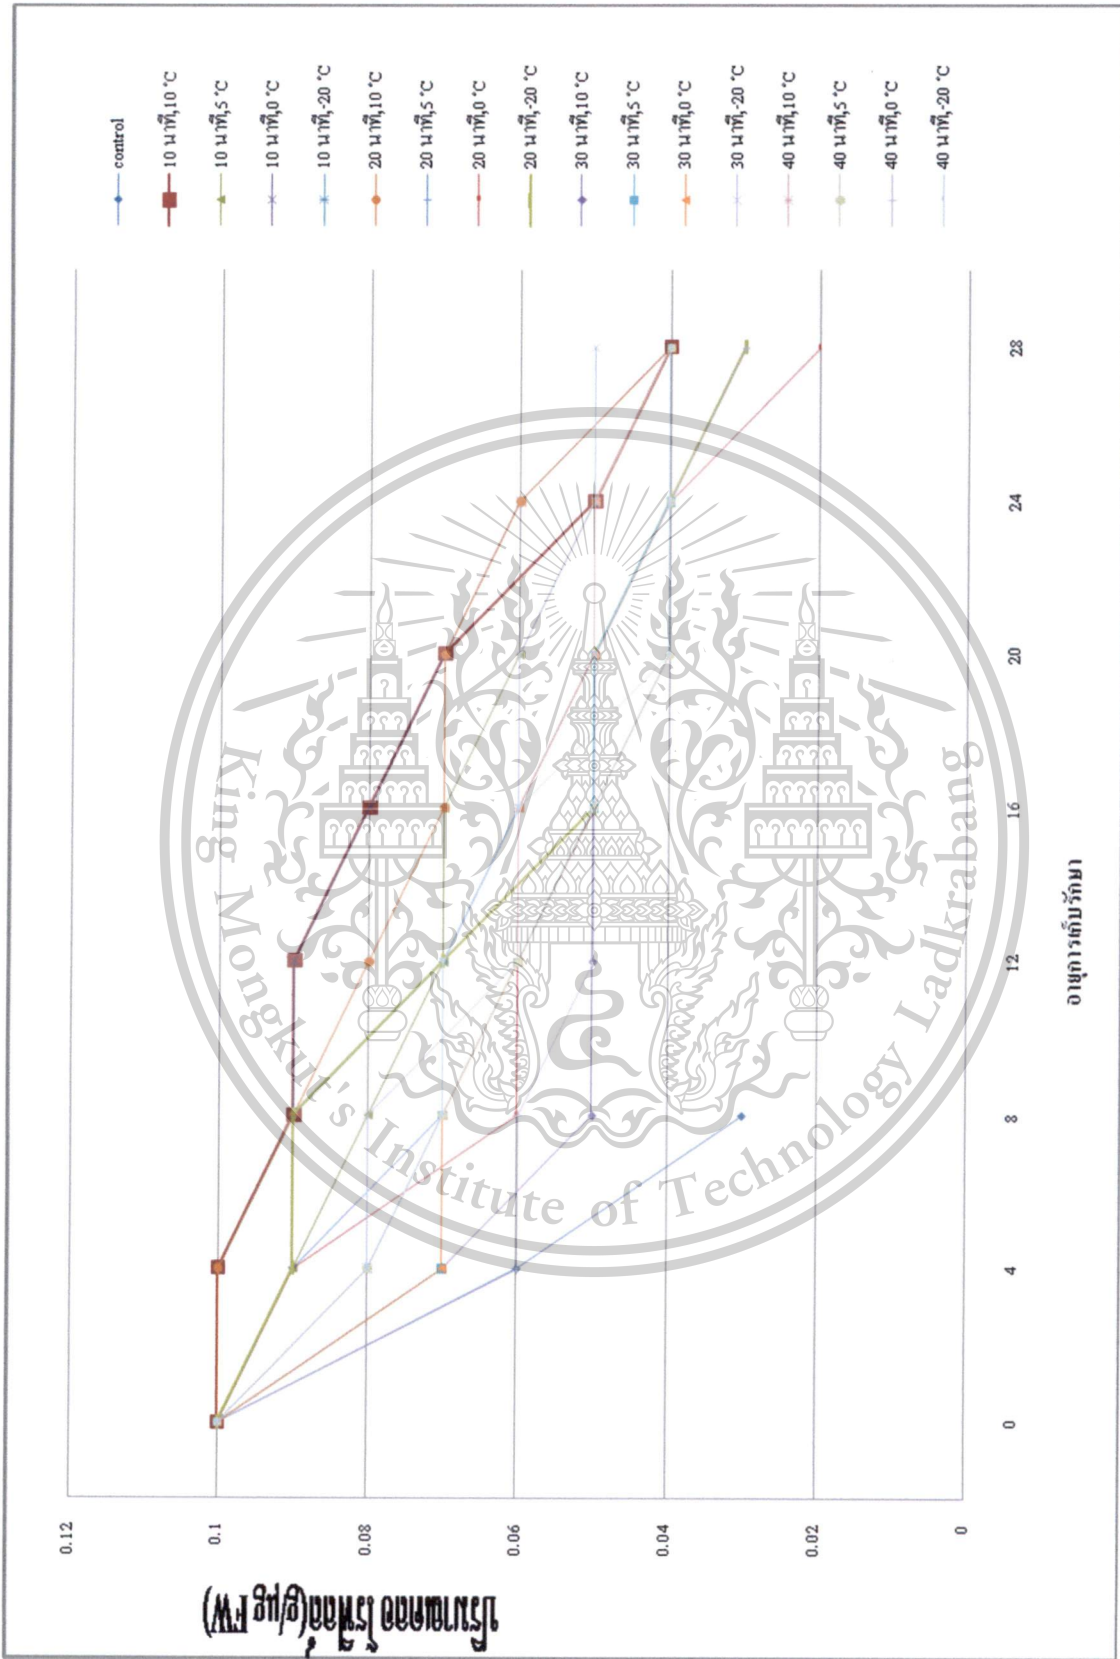 ปริมาณคลอโรฟิลล์(g/µg FW)
0.12
0.1
0.08
0.06
0.04
0.02
0
0
4
8
12
16
20
24
28
อายุการเก็บรักษา
control
10 นาที,10 °C
10 นาที,5 °C
10 นาที,0 °C
10 นาที,-20 °C
20 นาที,10 °C
20 นาที,5 °C
20 นาที,0 °C
20 นาที,-20 °C
30 นาที,10 °C
30 นาที,5 °C
30 นาที,0 °C
30 นาที,-20 °C
40 นาที,10 °C
40 นาที,5 °C
40 นาที,0 °C
40 นาที,-20 °C
King Mongkut's Institute of Technology Ladkrabang